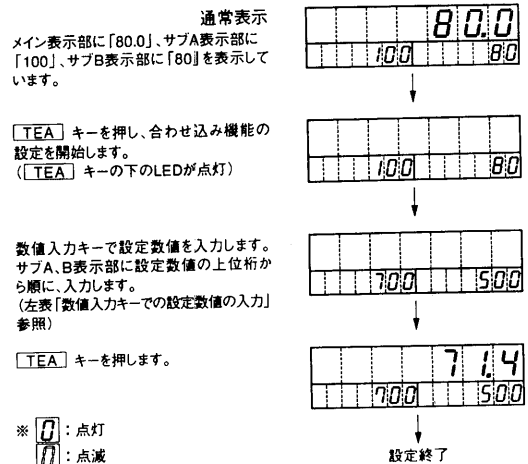 通常表示
メイン表示部に「80.0」、サブA表示部に
「100」、サブB表示部に「80」を表示して
います。
80.0
100 80
TEA キーを押し、合わせ込み機能の
設定を開始します。
(TEA キーの下のLEDが点灯)
100 80
数値入力キーで設定数値を入力します。
サブA、B表示部に設定数値の上位桁か
ら順に、入力します。
(左表「数値入力キーでの設定数値の入力」
参照)
700 500
TEA キーを押します。
71.4
700 500
※ 0 : 点灯
0 : 点滅
設定終了